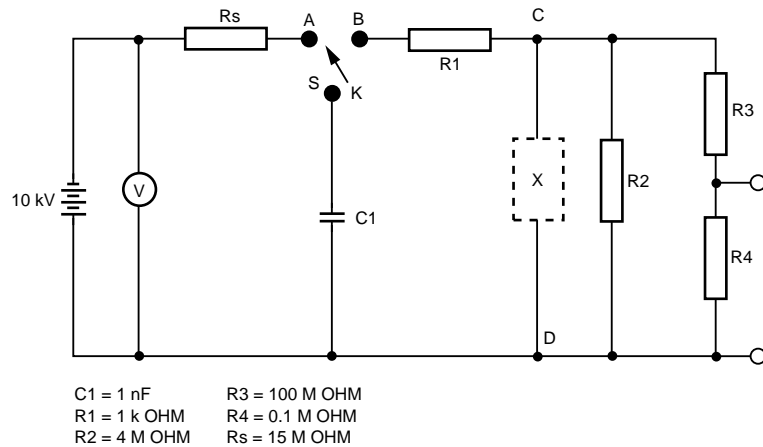 Rs
A
B
C
S
K
R1
R3
10 kV
V
X
R2
C1
R4
D
C1 = 1 nF
R3 = 100 M OHM
R1 = 1 k OHM
R4 = 0.1 M OHM
R2 = 4 M OHM
Rs = 15 M OHM